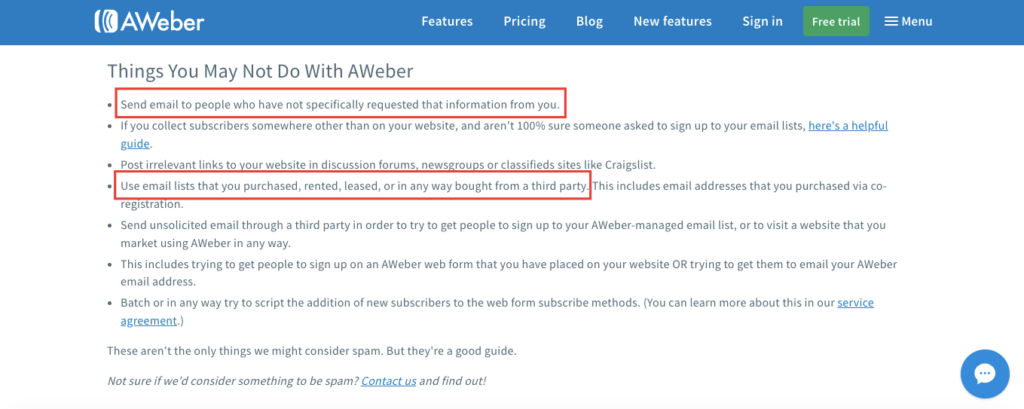 AWeber Features Pricing Blog New features Sign in Free trial Menu
Things You May Not Do With AWeber
• Send email to people who have not specifically requested that information from you.
• If you collect subscribers somewhere other than on your website, and aren't 100% sure someone asked to sign up to your email lists, here's a helpful
guide.
• Post irrelevant links to your website in discussion forums, newsgroups or classifieds sites like Craigslist.
• Use email lists that you purchased, rented, leased, or in any way bought from a third party. This includes email addresses that you purchased via co-
registration.
• Send unsolicited email through a third party in order to try to get people to sign up to your AWeber-managed email list, or to visit a website that you
market using AWeber in any way.
• This includes trying to get people to sign up on an AWeber web form that you have placed on your website OR trying to get them to email your AWeber
email address.
• Batch or in any way try to script the addition of new subscribers to the web form subscribe methods. (You can learn more about this in our service
agreement.)
These aren't the only things we might consider spam. But they're a good guide.
Not sure if we'd consider something to be spam? Contact us and find out!